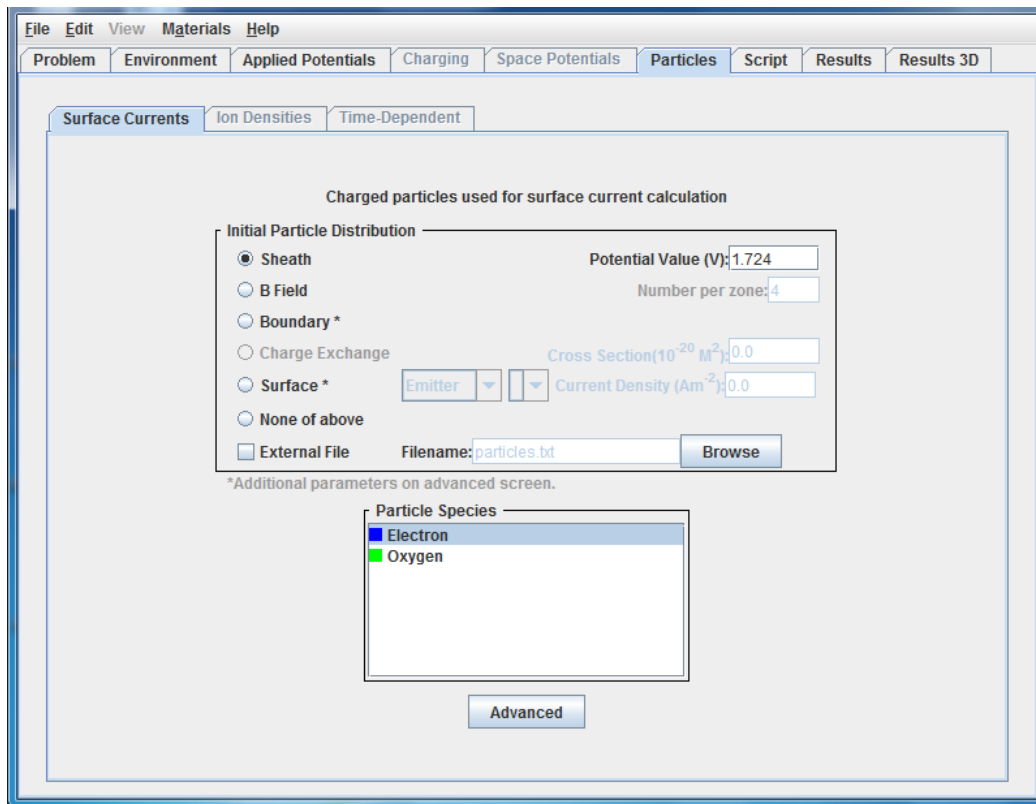 File Edit View Materials Help
Problem Environment Applied Potentials Charging Space Potentials Particles Script Results Results 3D
Surface Currents Ion Densities Time-Dependent
Charged particles used for surface current calculation
Initial Particle Distribution
Sheath Potential Value (V): 1.724
B Field Number per zone: 4
Boundary *
Charge Exchange Cross Section(10^-20 M^2): 0.0
Surface * Emitter Current Density (Am^-2): 0.0
None of above
External File Filename: particles.txt Browse
*Additional parameters on advanced screen.
Particle Species
Electron
Oxygen
Advanced